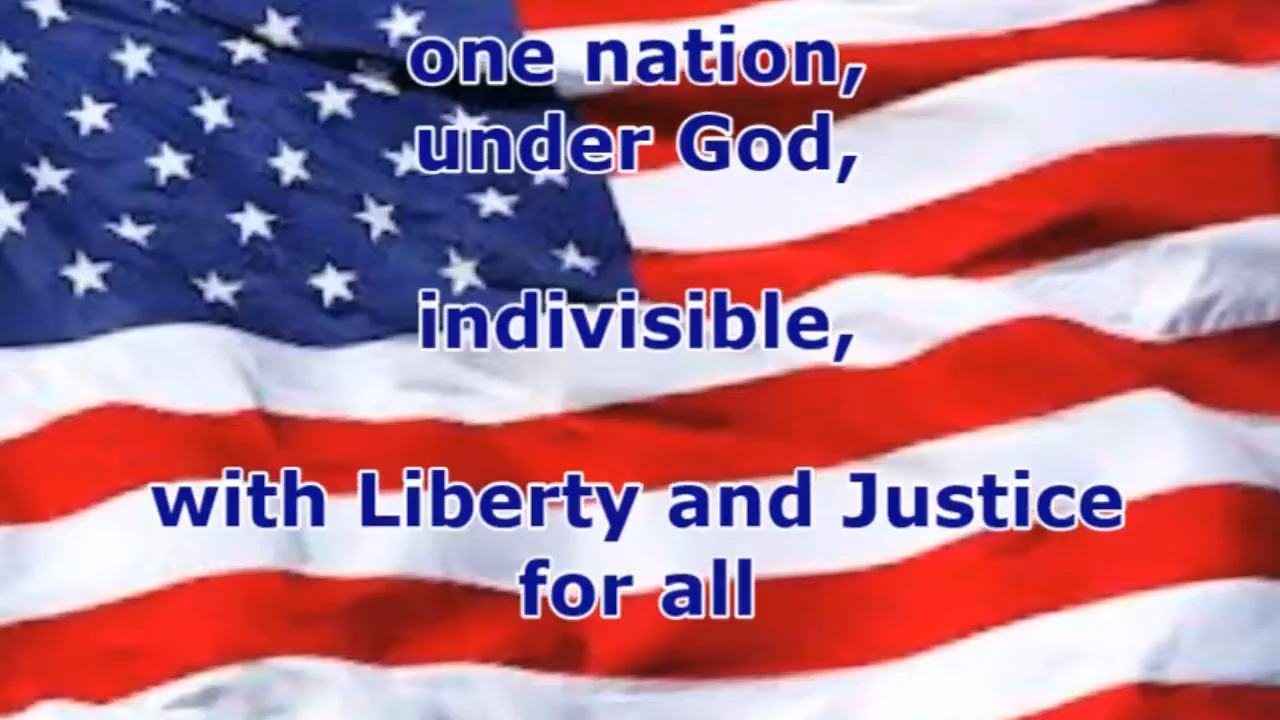 one nation,
under God,
indivisible,
with Liberty and Justice
for all